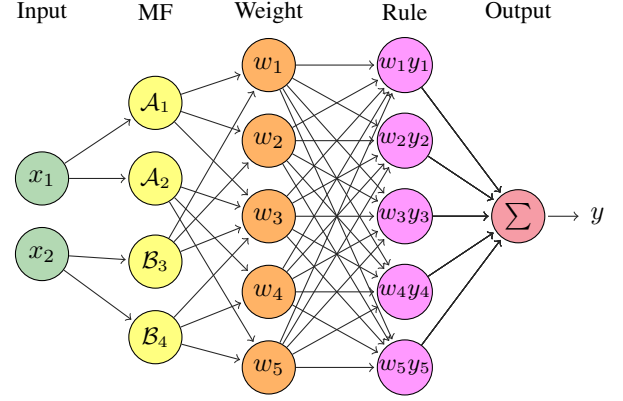 Input MF Weight Rule Output
x₁
x₂
𝒜₁
𝒜₂
ℬ₃
ℬ₄
w₁
w₂
w₃
w₄
w₅
w₁y₁
w₂y₂
w₃y₃
w₄y₄
w₅y₅
∑
y